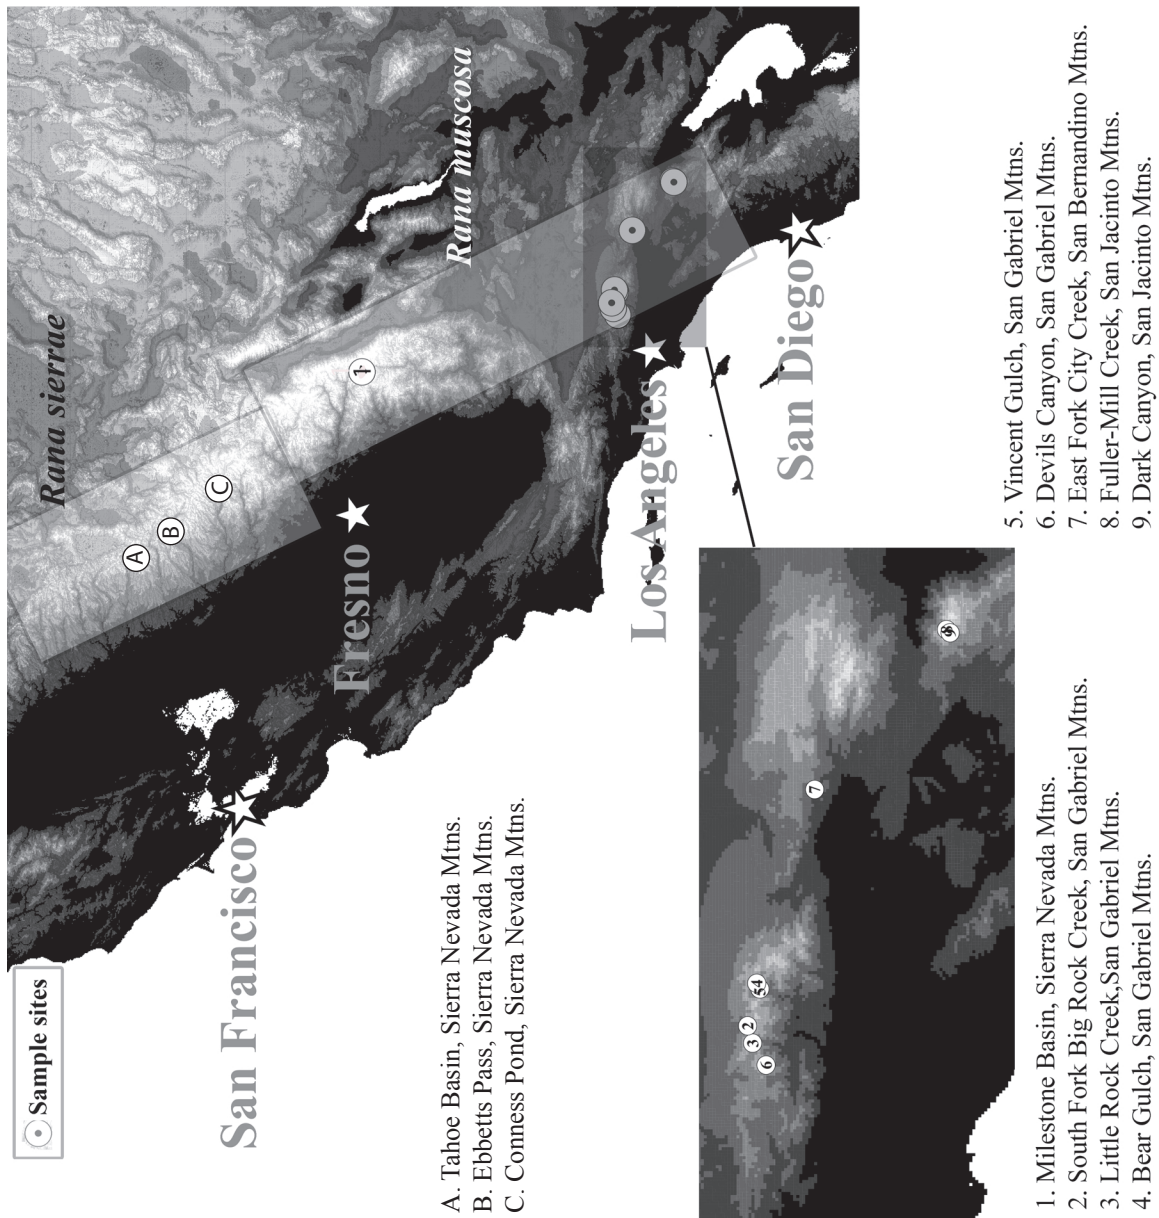 Sample sites
San Francisco
Fresno
Los Angeles
San Diego
Rana sierrae
Rana muscosa
A
B
C
1
A. Tahoe Basin, Sierra Nevada Mtns.
B. Ebbetts Pass, Sierra Nevada Mtns.
C. Conness Pond, Sierra Nevada Mtns.
6
3
2
54
7
98
1. Milestone Basin, Sierra Nevada Mtns.
2. South Fork Big Rock Creek, San Gabriel Mtns.
3. Little Rock Creek,San Gabriel Mtns.
4. Bear Gulch, San Gabriel Mtns.
5. Vincent Gulch, San Gabriel Mtns.
6. Devils Canyon, San Gabriel Mtns.
7. East Fork City Creek, San Bernandino Mtns.
8. Fuller-Mill Creek, San Jacinto Mtns.
9. Dark Canyon, San Jacinto Mtns.